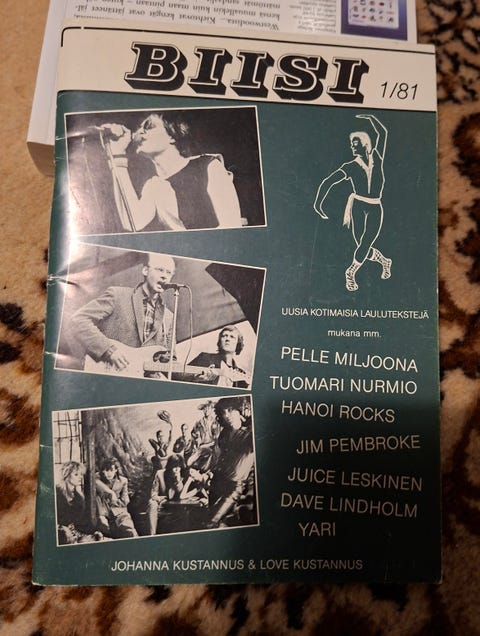 BIISI
1/81
UUSIA KOTIMAISIA LAULUTEKSTEJÄ
mukana mm.
PELLE MILJOONA
TUOMARI NURMIO
HANOI ROCKS
JIM PEMBROKE
JUICE LESKINEN
DAVE LINDHOLM
YARI
JOHANNA KUSTANNUS & LOVE KUSTANNUS